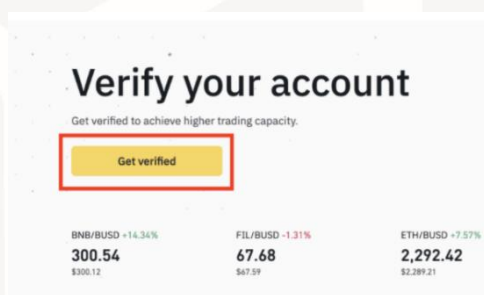 Verify your account
Get verified to achieve higher trading capacity.
Get verified
BNB/BUSD +14.34% FIL/BUSD -1.31% ETH/BUSD +7.57%
300.54 67.68 2,292.42
$300.12 $67.59 $2,289.21